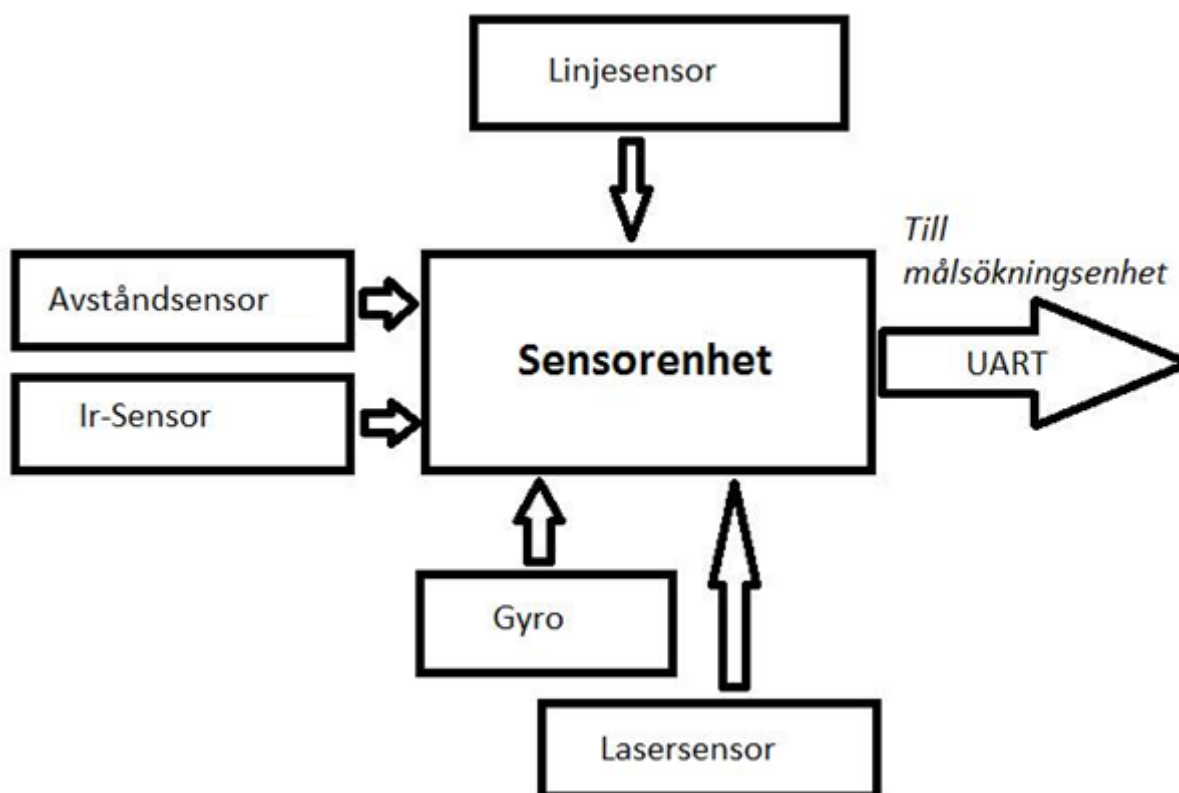 Linjesensor
Till
målsökningsenhet
Avståndsensor
Sensorenhet
UART
Ir-Sensor
Gyro
Lasersensor